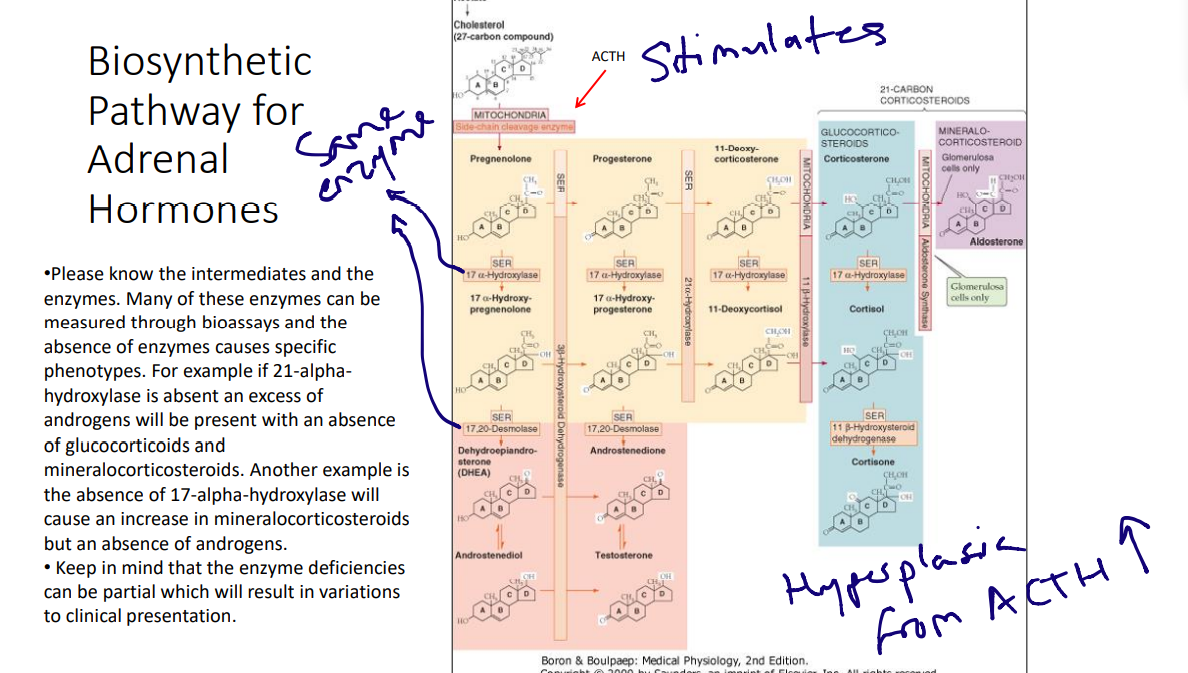 Biosynthetic
Pathway for
Adrenal
Hormones
•Please know the intermediates and the
enzymes. Many of these enzymes can be
measured through bioassays and the
absence of enzymes causes specific
phenotypes. For example if 21-alpha-
hydroxylase is absent an excess of
androgens will be present with an absence
of glucocorticoids and
mineralocorticosteroids. Another example is
the absence of 17-alpha-hydroxylase will
cause an increase in mineralocorticosteroids
but an absence of androgens.
• Keep in mind that the enzyme deficiencies
can be partial which will result in variations
to clinical presentation.
Same
enzyme
Cholesterol
(27-carbon compound)
ACTH
Stimulates
MITOCHONDRIA
Side-chain cleavage enzyme
21-CARBON
CORTICOSTEROIDS
GLUCOCORTICO-
STEROIDS
MINERALO-
CORTICOSTEROID
Pregnenolone
Progesterone
11-Deoxy-
corticosterone
Corticosterone
Glomerulosa
cells only
Aldosterone
SER
SER
MITOCHONDRIA
MITOCHONDRIA
SER
17 α-Hydroxylase
SER
17 α-Hydroxylase
SER
17 α-Hydroxylase
SER
17 α-Hydroxylase
3β-Hydroxysteroid Dehydrogenase
21α-Hydroxylase
11 β-Hydroxylase
Aldosterone Synthase
Glomerulosa
cells only
17 α-Hydroxy-
pregnenolone
17 α-Hydroxy-
progesterone
11-Deoxycortisol
Cortisol
SER
17,20-Desmolase
SER
17,20-Desmolase
SER
11 β-Hydroxysteroid
dehydrogenase
Dehydroepiandro-
sterone
(DHEA)
Androstenedione
Cortisone
Androstenediol
Testosterone
Hyperplasia
from ACTH ↑
Boron & Boulpaep: Medical Physiology, 2nd Edition.